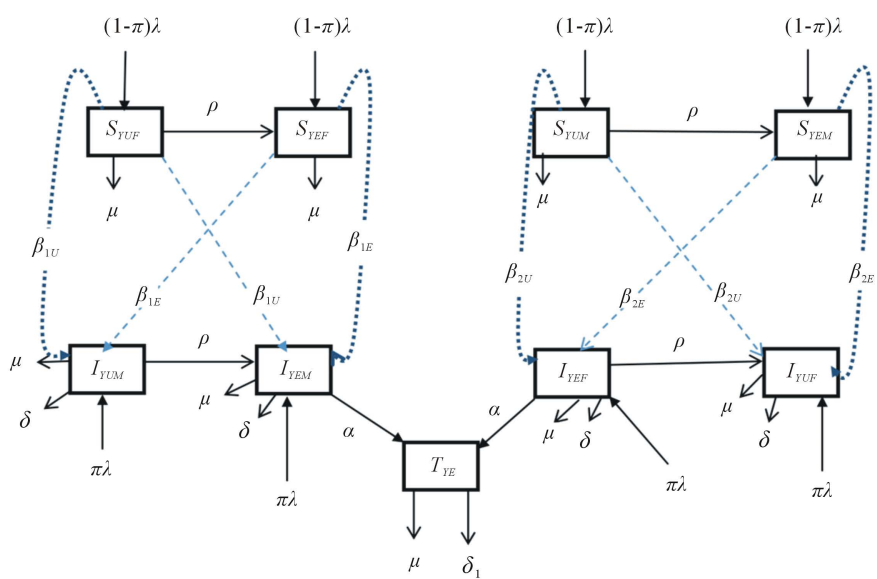 (1-π)λ (1-π)λ (1-π)λ (1-π)λ
S_YUF ρ S_YEF S_YUM ρ S_YEM
μ μ μ μ
β_1U β_1E β_1U β_1E β_2U β_2E β_2U β_2E
μ I_YUM ρ I_YEM I_YEF ρ I_YUF
δ μ δ α α μ δ μ δ
πλ πλ T_YE πλ πλ
μ δ_1